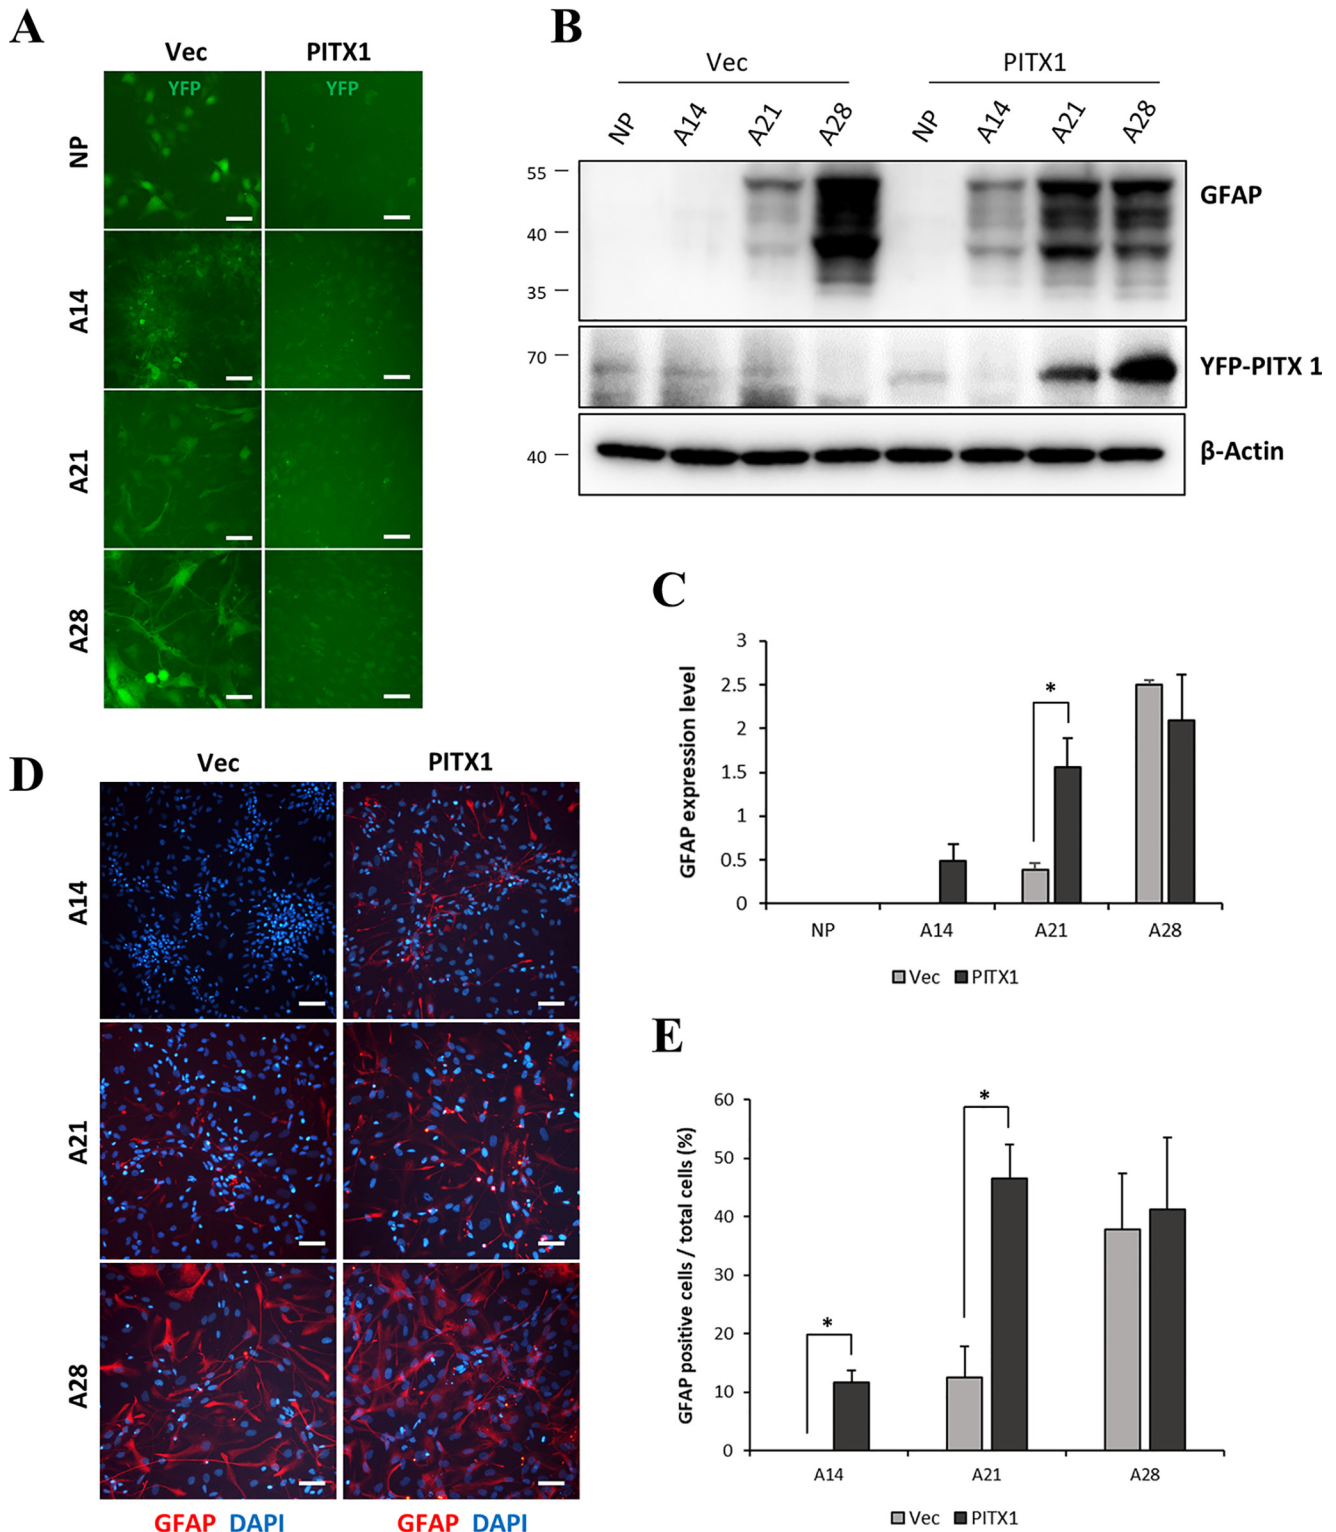 A
Vec PITX1
YFP YFP
NP
A14
A21
A28
B
Vec PITX1
NP A14 A21 A28 NP A14 A21 A28
55
40
35
GFAP
70
YFP-PITX 1
40
β-Actin
C
GFAP expression level
3
2.5
2
1.5
1
0.5
0
*
NP A14 A21 A28
Vec PITX1
D
Vec PITX1
A14
A21
A28
GFAP DAPI GFAP DAPI
E
GFAP positive cells / total cells (%)
60
50
40
30
20
10
0
* *
A14 A21 A28
Vec PITX1